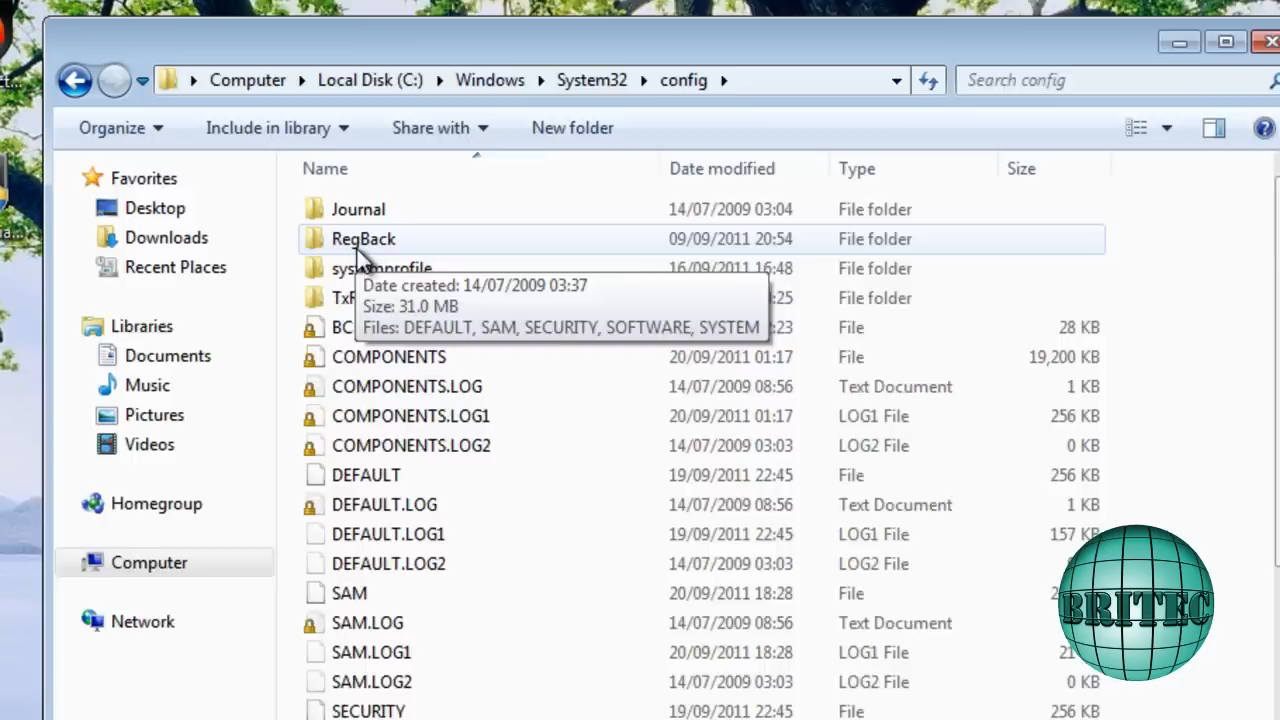 Computer Local Disk (C:) Windows System32 config
Search config
Organize Include in library Share with New folder
Name Date modified Type Size
Favorites
Desktop
Downloads
Recent Places
Libraries
Documents
Music
Pictures
Videos
Homegroup
Computer
Network
Journal 14/07/2009 03:04 File folder
RegBack 09/09/2011 20:54 File folder
16/09/2011 16:48 File folder
:25 File folder
Date created: 14/07/2009 03:37
Size: 31.0 MB
Files: DEFAULT, SAM, SECURITY, SOFTWARE, SYSTEM
BC :23 File 28 KB
COMPONENTS 20/09/2011 01:17 File 19,200 KB
COMPONENTS.LOG 14/07/2009 08:56 Text Document 1 KB
COMPONENTS.LOG1 20/09/2011 01:17 LOG1 File 256 KB
COMPONENTS.LOG2 14/07/2009 03:03 LOG2 File 0 KB
DEFAULT 19/09/2011 22:45 File 256 KB
DEFAULT.LOG 14/07/2009 08:56 Text Document 1 KB
DEFAULT.LOG1 19/09/2011 22:45 LOG1 File 157 KB
DEFAULT.LOG2 14/07/2009 03:03 LOG2 File
SAM 20/09/2011 18:28 File
SAM.LOG 14/07/2009 08:56 Text Document
SAM.LOG1 20/09/2011 18:28 LOG1 File
SAM.LOG2 14/07/2009 03:03 LOG2 File 0 KB
SECURITY 19/09/2011 22:45 File 256 KB
BRITEC